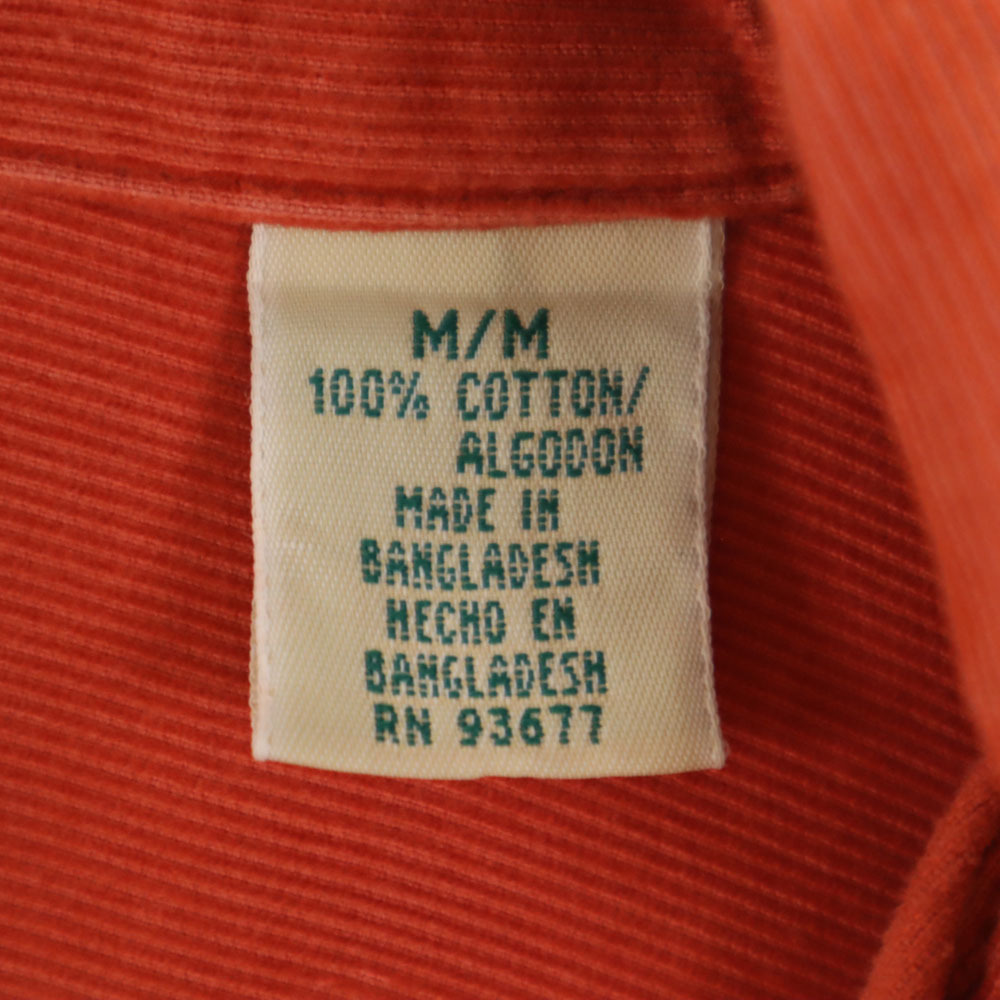 M/M
100% COTTON/
ALGODON
MADE IN
BANGLADESH
HECHO EN
BANGLADESH
RN 93677